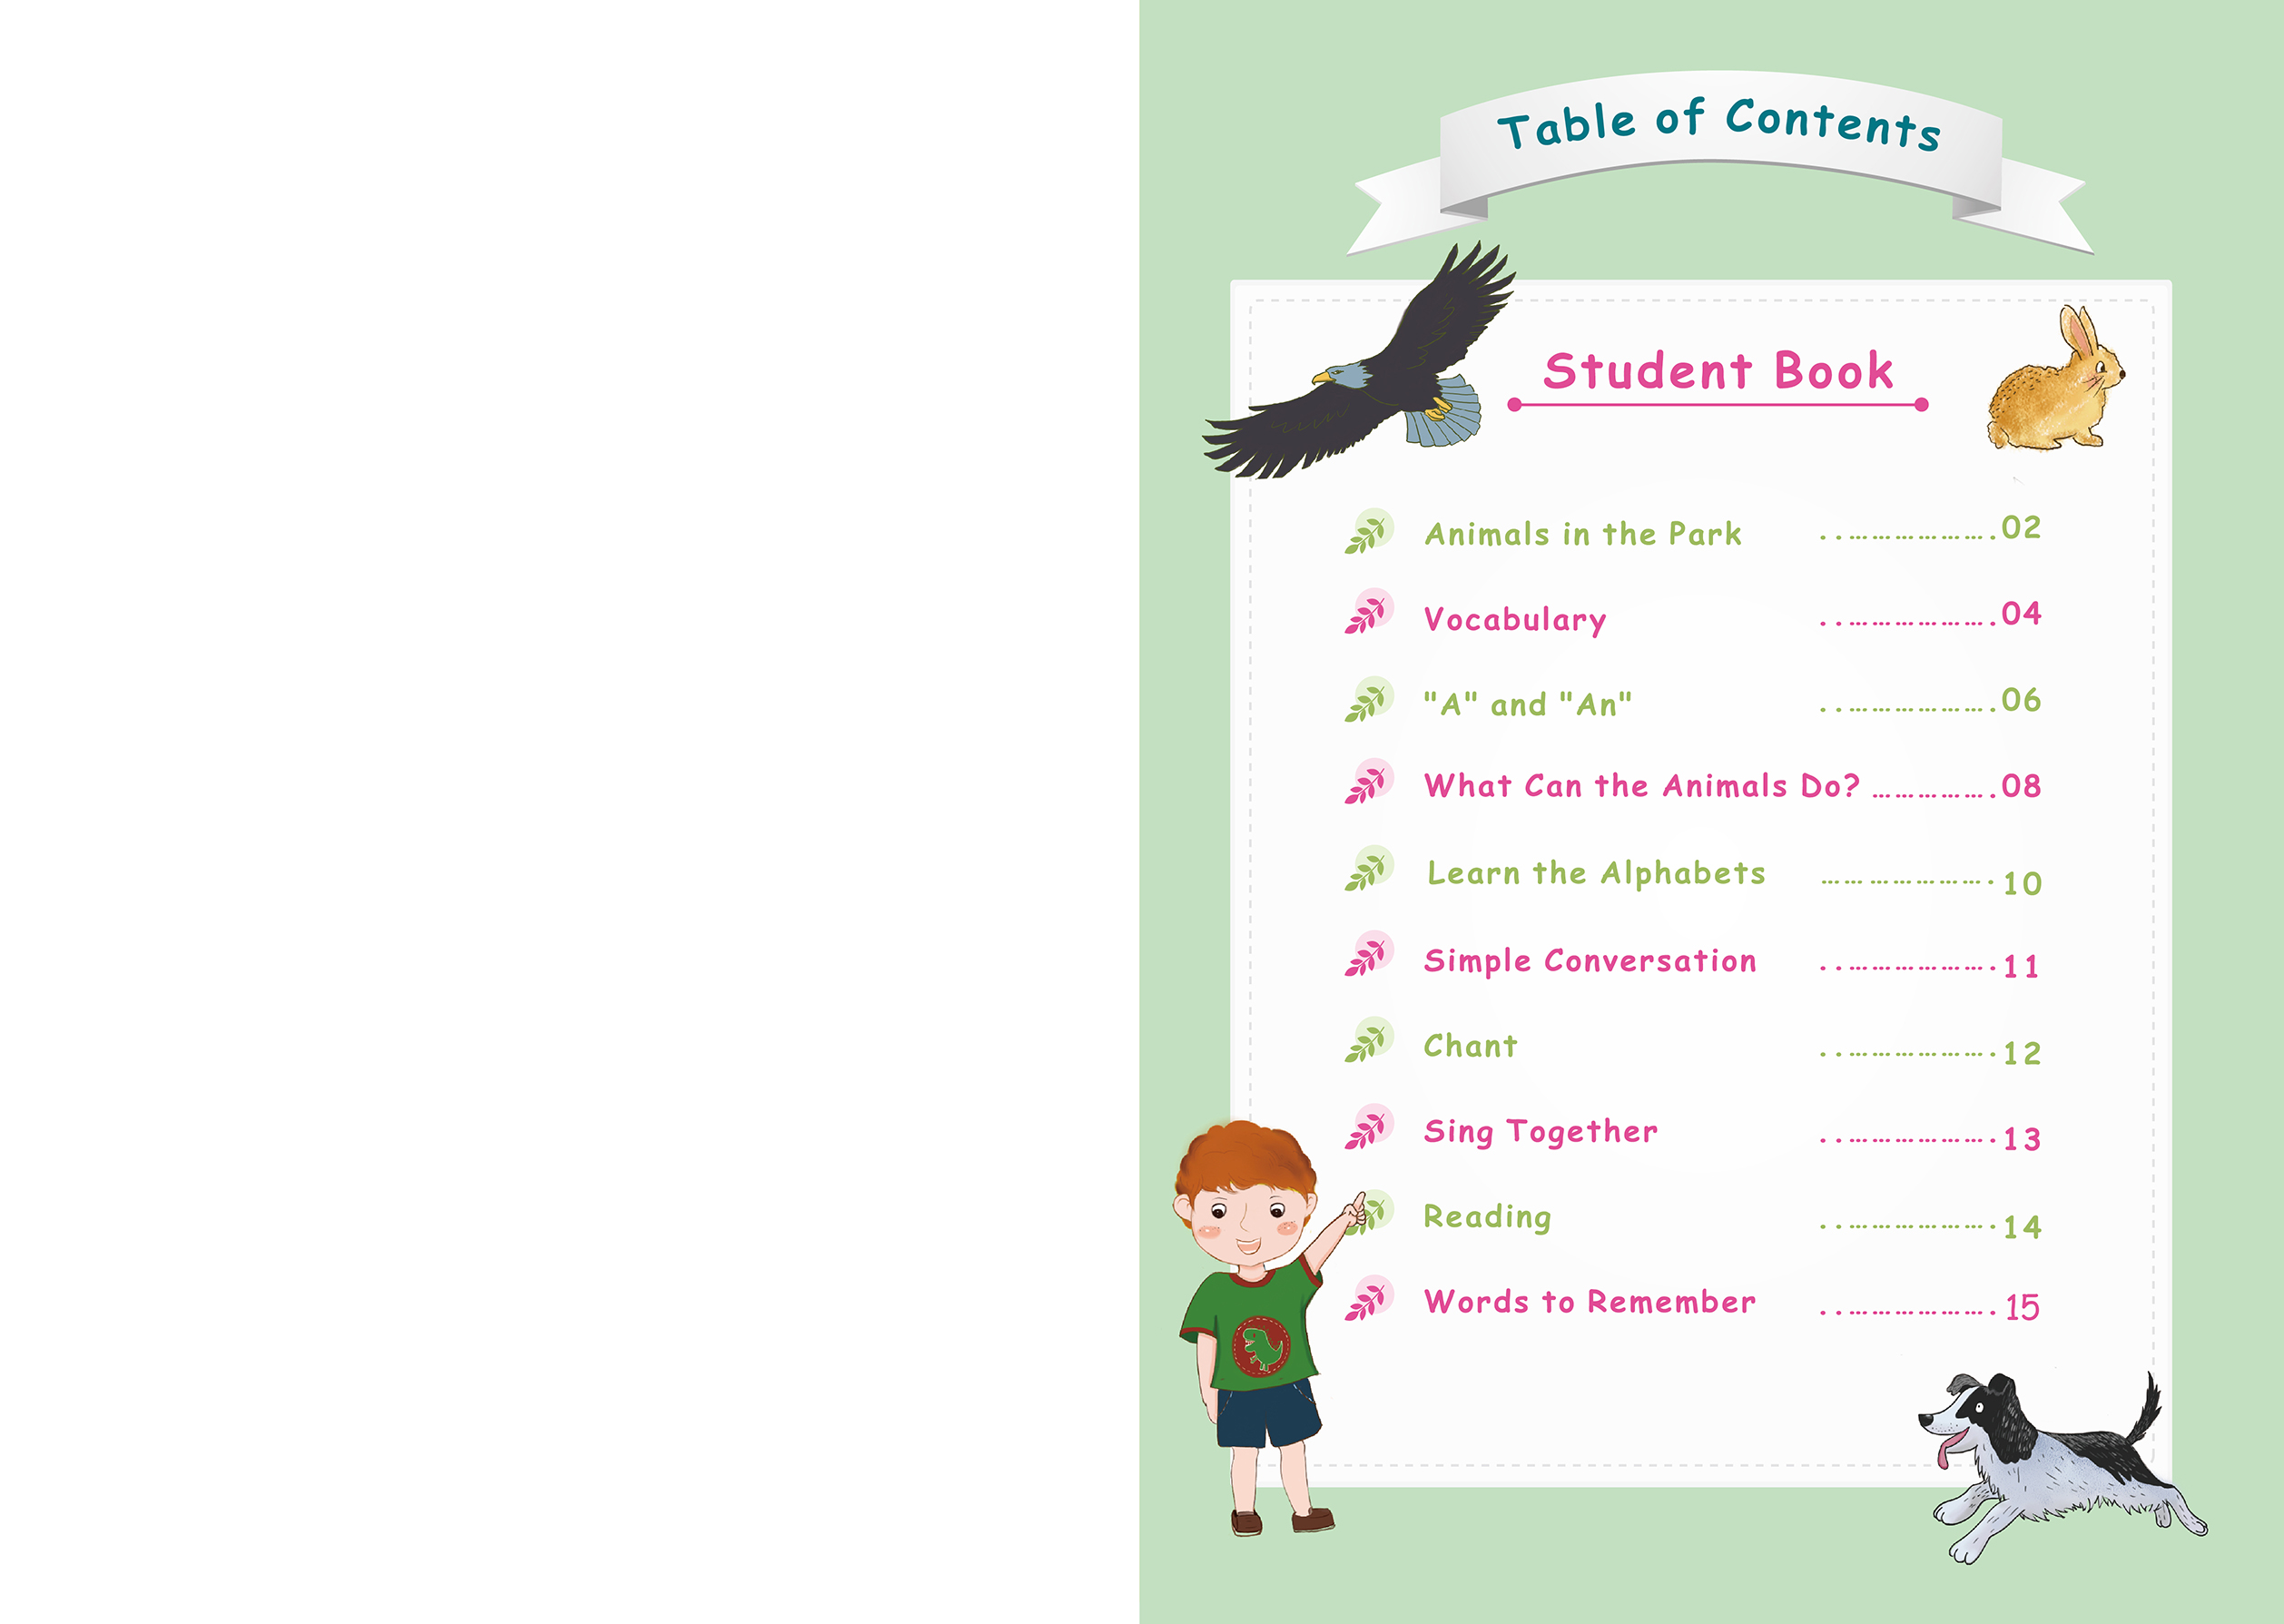 Table of Contents
Student Book
Animals in the Park . . ... ... ... ... ... ... . 02
Vocabulary . . ... ... ... ... ... ... . 04
"A" and "An" . . ... ... ... ... ... ... . 06
What Can the Animals Do? ... ... ... ... ... . 08
Learn the Alphabets ... ... ... ... ... ... ... . 10
Simple Conversation . . ... ... ... ... ... ... . 11
Chant . . ... ... ... ... ... ... . 12
Sing Together . . ... ... ... ... ... ... . 13
Reading . . ... ... ... ... ... ... . 14
Words to Remember . . ... ... ... ... ... ... . 15